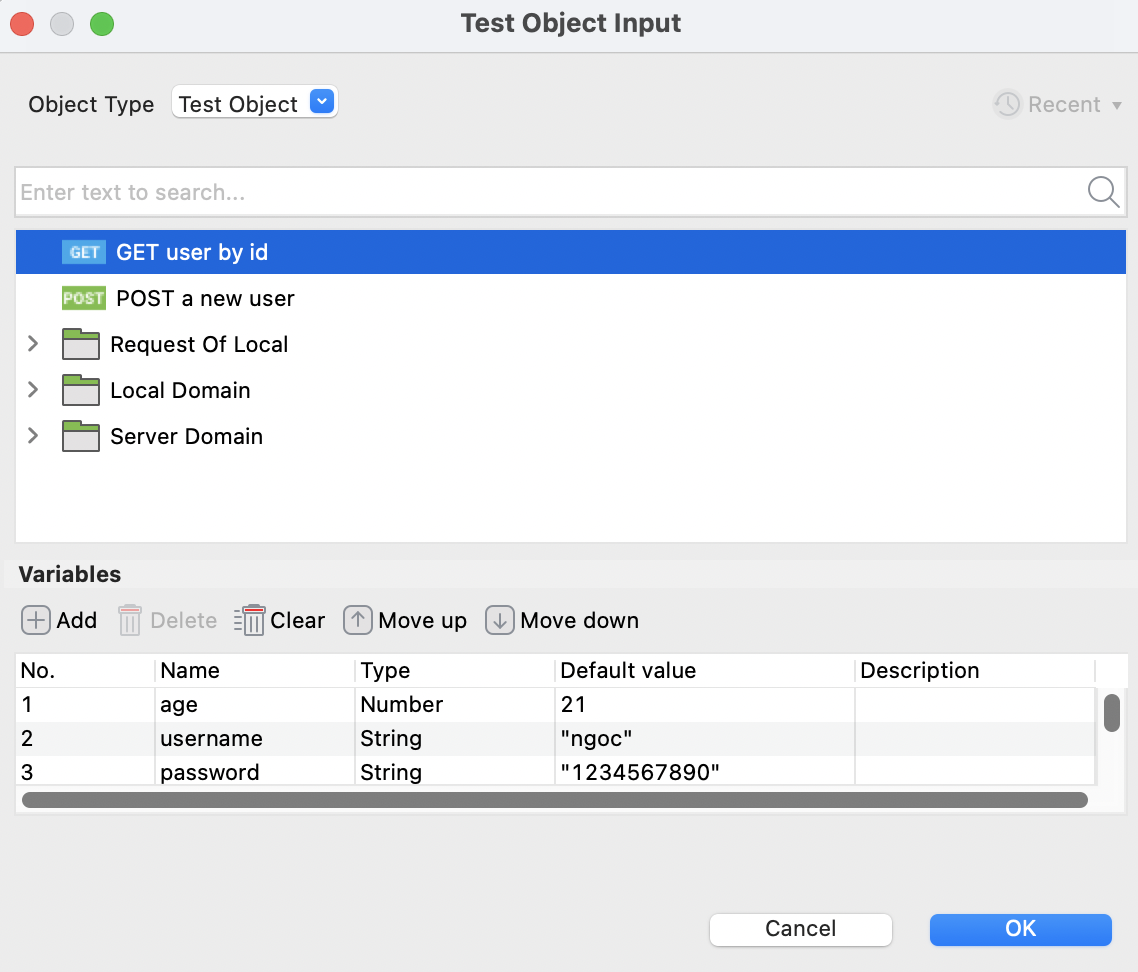 Test Object Input
Object Type Test Object Recent
Enter text to search...
GET GET user by id
POST POST a new user
Request Of Local
Local Domain
Server Domain
Variables
Add Delete Clear Move up Move down
No. Name Type Default value Description
1 age Number 21
2 username String "ngoc"
3 password String "1234567890"
Cancel OK